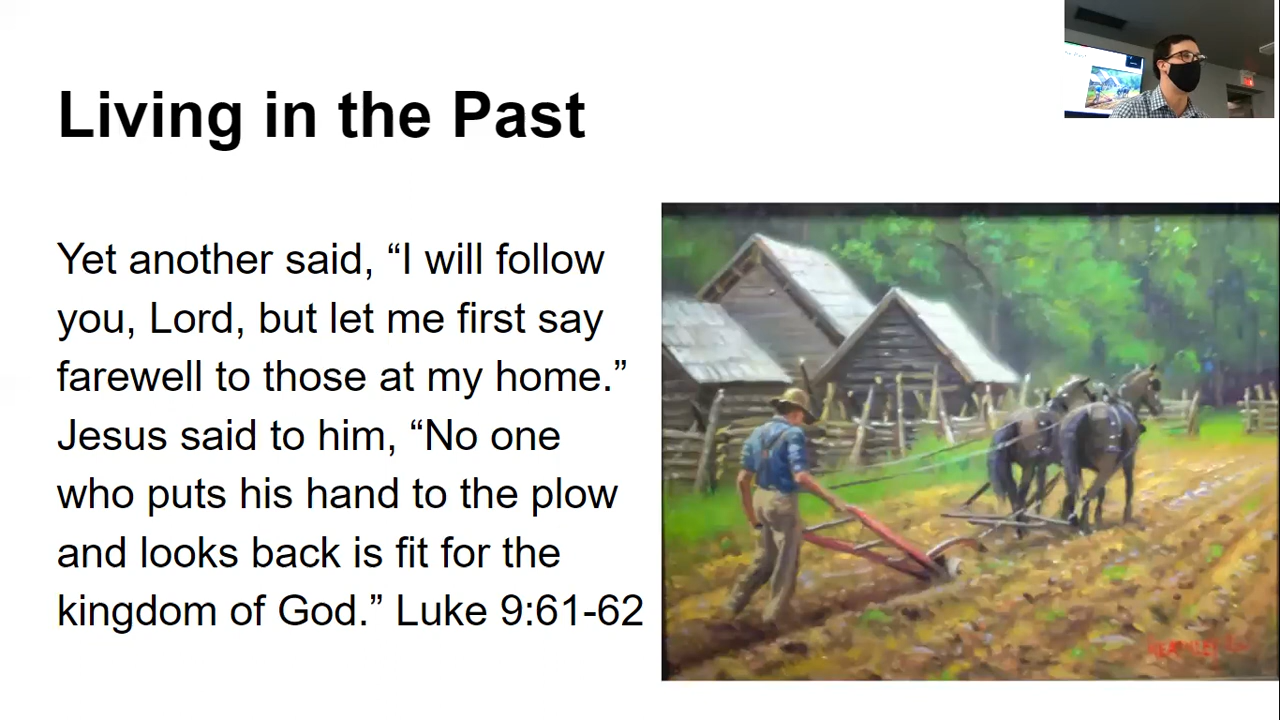 Living in the Past
Yet another said, “I will follow
you, Lord, but let me first say
farewell to those at my home.”
Jesus said to him, “No one
who puts his hand to the plow
and looks back is fit for the
kingdom of God.” Luke 9:61-62